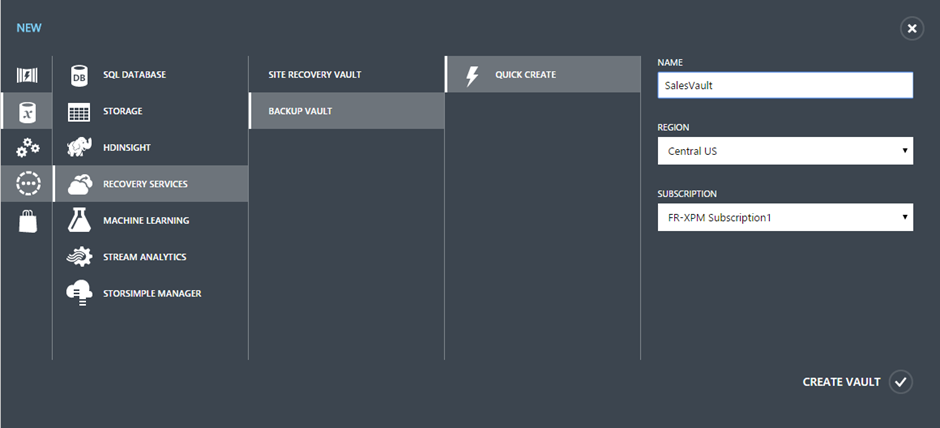 NEW
DB
SQL DATABASE
STORAGE
HDINSIGHT
RECOVERY SERVICES
MACHINE LEARNING
STREAM ANALYTICS
STORSIMPLE MANAGER
SITE RECOVERY VAULT
BACKUP VAULT
QUICK CREATE
NAME
SalesVault
REGION
Central US
SUBSCRIPTION
FR-XPM Subscription1
CREATE VAULT